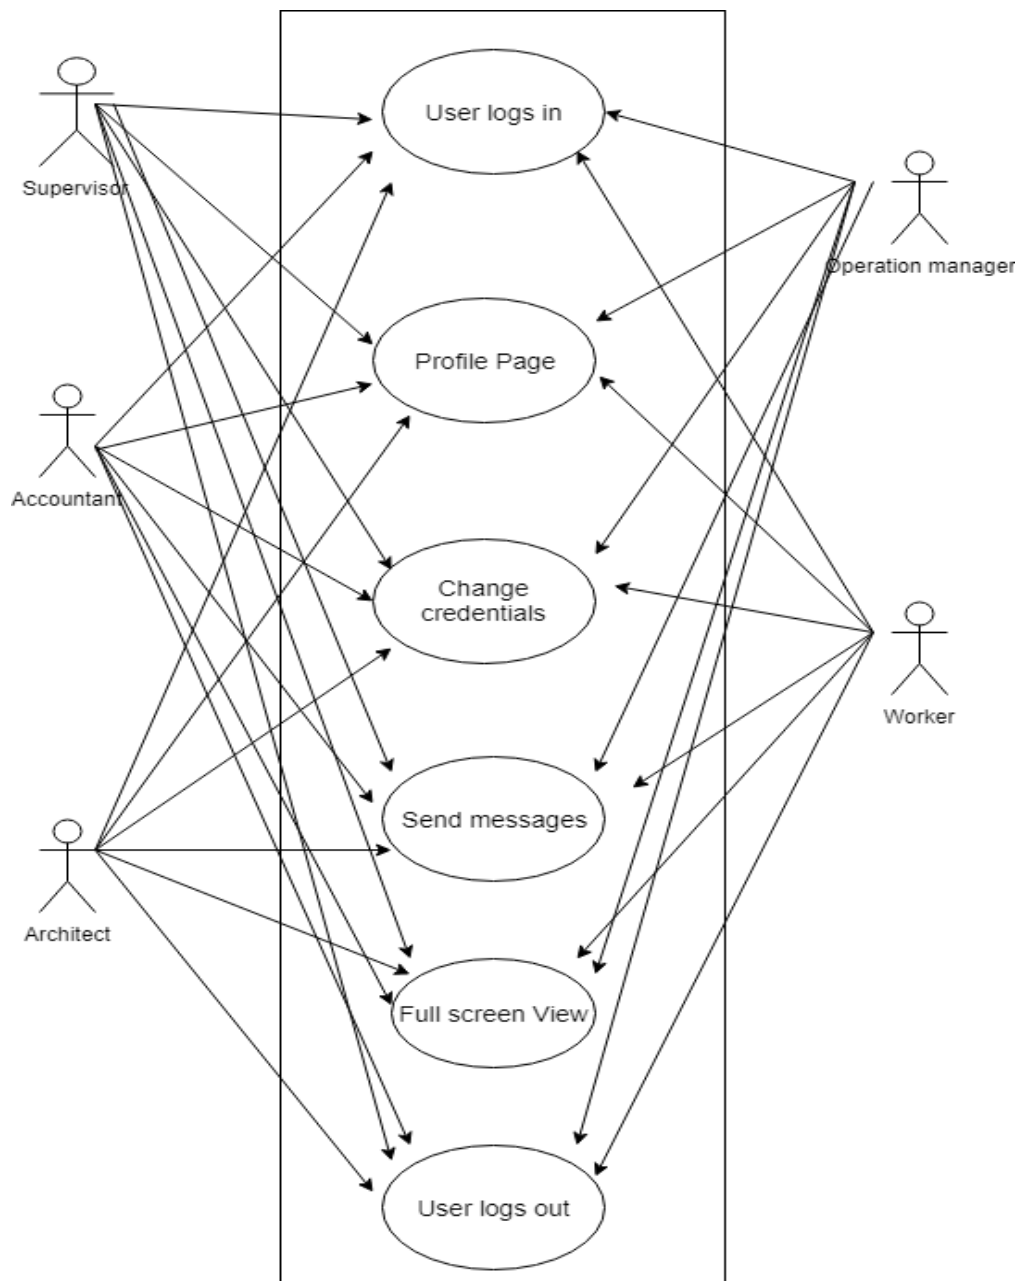 User logs in
Supervisor
Operation manager
Profile Page
Accountant
Change
credentials
Worker
Send messages
Architect
Full screen View
User logs out